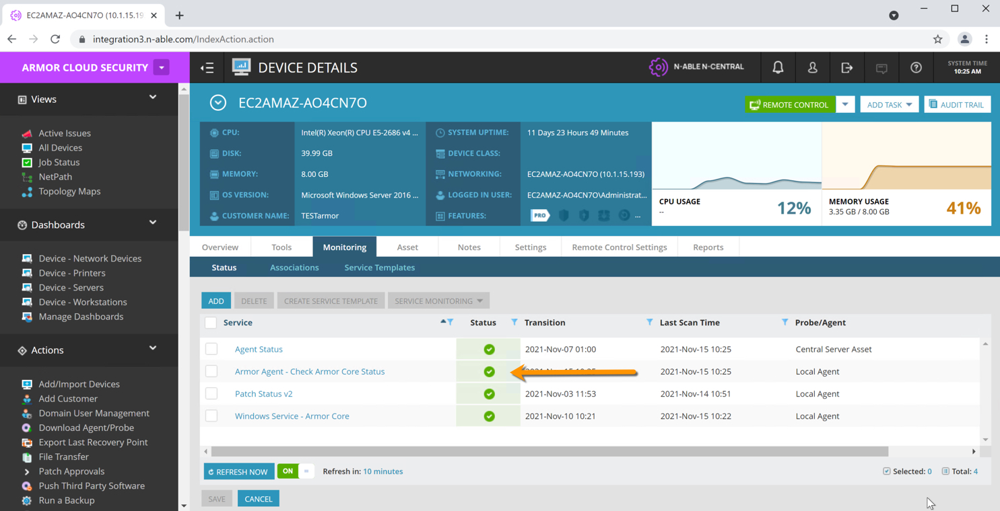 EC2AMAZ-AO4CN7O (10.1.15.19
integration3.n-able.com/IndexAction.action
ARMOR CLOUD SECURITY
DEVICE DETAILS
N-ABLE N-CENTRAL
SYSTEM TIME
10:25 AM
Views
Active Issues
All Devices
Job Status
NetPath
Topology Maps
Dashboards
Device - Network Devices
Device - Printers
Device - Servers
Device - Workstations
Manage Dashboards
Actions
Add/Import Devices
Add Customer
Domain User Management
Download Agent/Probe
Export Last Recovery Point
File Transfer
Patch Approvals
Push Third Party Software
Run a Backup
EC2AMAZ-AO4CN7O
REMOTE CONTROL
ADD TASK
AUDIT TRAIL
CPU: Intel(R) Xeon(R) CPU E5-2686 v4 ...
DISK: 39.99 GB
MEMORY: 8.00 GB
OS VERSION: Microsoft Windows Server 2016 ...
CUSTOMER NAME: TESTarmor
SYSTEM UPTIME: 11 Days 23 Hours 49 Minutes
DEVICE CLASS:
NETWORKING: EC2AMAZ-AO4CN7O (10.1.15.193)
LOGGED IN USER: EC2AMAZ-AO4CN7O\Administrat...
FEATURES: PRO ...
CPU USAGE
--
12%
MEMORY USAGE
3.35 GB / 8.00 GB
41%
Overview Tools Monitoring Asset Notes Settings Remote Control Settings Reports
Status Associations Service Templates
ADD DELETE CREATE SERVICE TEMPLATE SERVICE MONITORING
Service Status Transition Last Scan Time Probe/Agent
Agent Status 2021-Nov-07 01:00 2021-Nov-15 10:25 Central Server Asset
Armor Agent - Check Armor Core Status 2021-Nov-15 10:25 Local Agent
Patch Status v2 2021-Nov-03 11:53 2021-Nov-14 10:51 Local Agent
Windows Service - Armor Core 2021-Nov-10 10:21 2021-Nov-15 10:22 Local Agent
REFRESH NOW ON Refresh in: 10 minutes Selected: 0 Total: 4
SAVE CANCEL